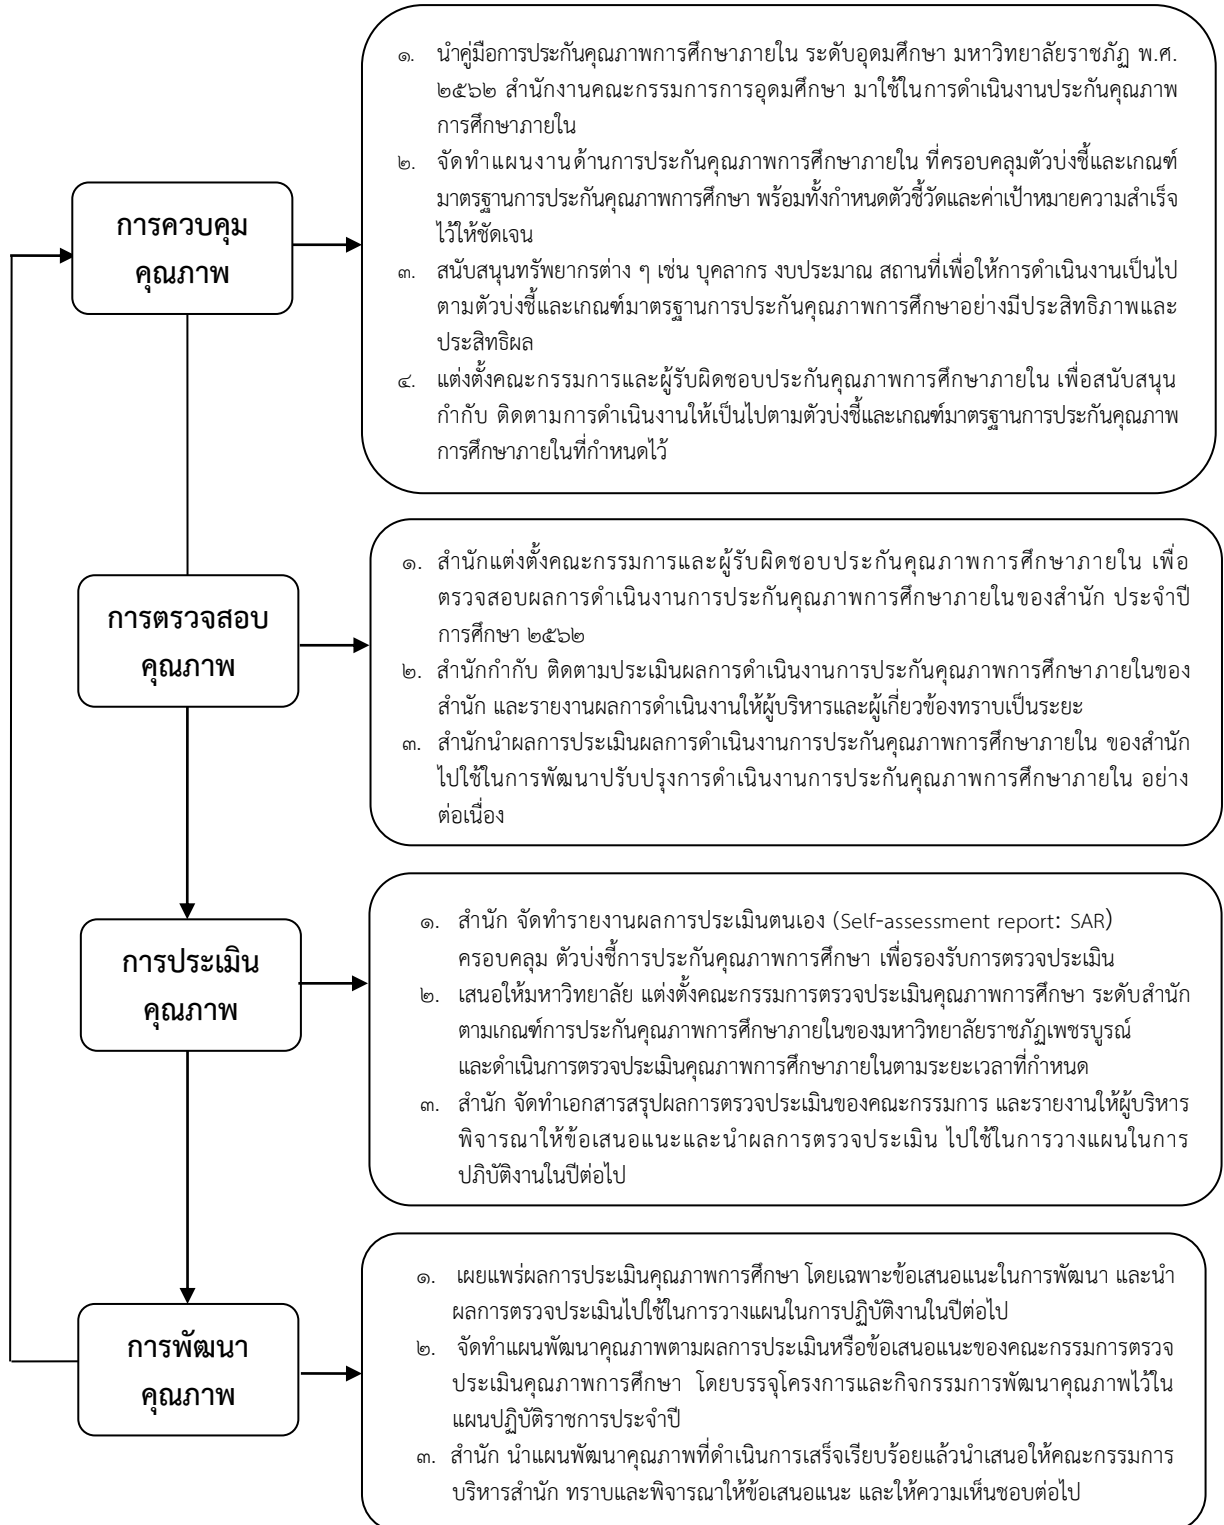 การควบคุม
คุณภาพ
๑. นำคู่มือการประกันคุณภาพการศึกษาภายใน ระดับอุดมศึกษา มหาวิทยาลัยราชภัฏ พ.ศ.
๒๕๖๒ สำนักงานคณะกรรมการการอุดมศึกษา มาใช้ในการดำเนินงานประกันคุณภาพ
การศึกษาภายใน
๒. จัดทำแผนงานด้านการประกันคุณภาพการศึกษาภายใน ที่ครอบคลุมตัวบ่งชี้และเกณฑ์
มาตรฐานการประกันคุณภาพการศึกษา พร้อมทั้งกำหนดตัวชี้วัดและค่าเป้าหมายความสำเร็จ
ไว้ให้ชัดเจน
๓. สนับสนุนทรัพยากรต่าง ๆ เช่น บุคลากร งบประมาณ สถานที่เพื่อให้การดำเนินงานเป็นไป
ตามตัวบ่งชี้และเกณฑ์มาตรฐานการประกันคุณภาพการศึกษาอย่างมีประสิทธิภาพและ
ประสิทธิผล
๔. แต่งตั้งคณะกรรมการและผู้รับผิดชอบประกันคุณภาพการศึกษาภายใน เพื่อสนับสนุน
กำกับ ติดตามการดำเนินงานให้เป็นไปตามตัวบ่งชี้และเกณฑ์มาตรฐานการประกันคุณภาพ
การศึกษาภายในที่กำหนดไว้
การตรวจสอบ
คุณภาพ
๑. สำนักแต่งตั้งคณะกรรมการและผู้รับผิดชอบประกันคุณภาพการศึกษาภายใน เพื่อ
ตรวจสอบผลการดำเนินงานการประกันคุณภาพการศึกษาภายในของสำนัก ประจำปี
การศึกษา ๒๕๖๒
๒. สำนักกำกับ ติดตามประเมินผลการดำเนินงานการประกันคุณภาพการศึกษาภายในของ
สำนัก และรายงานผลการดำเนินงานให้ผู้บริหารและผู้เกี่ยวข้องทราบเป็นระยะ
๓. สำนักนำผลการประเมินผลการดำเนินงานการประกันคุณภาพการศึกษาภายใน ของสำนัก
ไปใช้ในการพัฒนาปรับปรุงการดำเนินงานการประกันคุณภาพการศึกษาภายใน อย่าง
ต่อเนื่อง
การประเมิน
คุณภาพ
๑. สำนัก จัดทำรายงานผลการประเมินตนเอง (Self-assessment report: SAR)
ครอบคลุม ตัวบ่งชี้การประกันคุณภาพการศึกษา เพื่อรองรับการตรวจประเมิน
๒. เสนอให้มหาวิทยาลัย แต่งตั้งคณะกรรมการตรวจประเมินคุณภาพการศึกษา ระดับสำนัก
ตามเกณฑ์การประกันคุณภาพการศึกษาภายในของมหาวิทยาลัยราชภัฏเพชรบูรณ์
และดำเนินการตรวจประเมินคุณภาพการศึกษาภายในตามระยะเวลาที่กำหนด
๓. สำนัก จัดทำเอกสารสรุปผลการตรวจประเมินของคณะกรรมการ และรายงานให้ผู้บริหาร
พิจารณาให้ข้อเสนอแนะและนำผลการตรวจประเมิน ไปใช้ในการวางแผนในการ
ปภิบัติงานในปีต่อไป
การพัฒนา
คุณภาพ
๑. เผยแพร่ผลการประเมินคุณภาพการศึกษา โดยเฉพาะข้อเสนอแนะในการพัฒนา และนำ
ผลการตรวจประเมินไปใช้ในการวางแผนในการปฏิบัติงานในปีต่อไป
๒. จัดทำแผนพัฒนาคุณภาพตามผลการประเมินหรือข้อเสนอแนะของคณะกรรมการตรวจ
ประเมินคุณภาพการศึกษา โดยบรรจุโครงการและกิจกรรมการพัฒนาคุณภาพไว้ใน
แผนปฏิบัติราชการประจำปี
๓. สำนัก นำแผนพัฒนาคุณภาพที่ดำเนินการเสร็จเรียบร้อยแล้วนำเสนอให้คณะกรรมการ
บริหารสำนัก ทราบและพิจารณาให้ข้อเสนอแนะ และให้ความเห็นชอบต่อไป